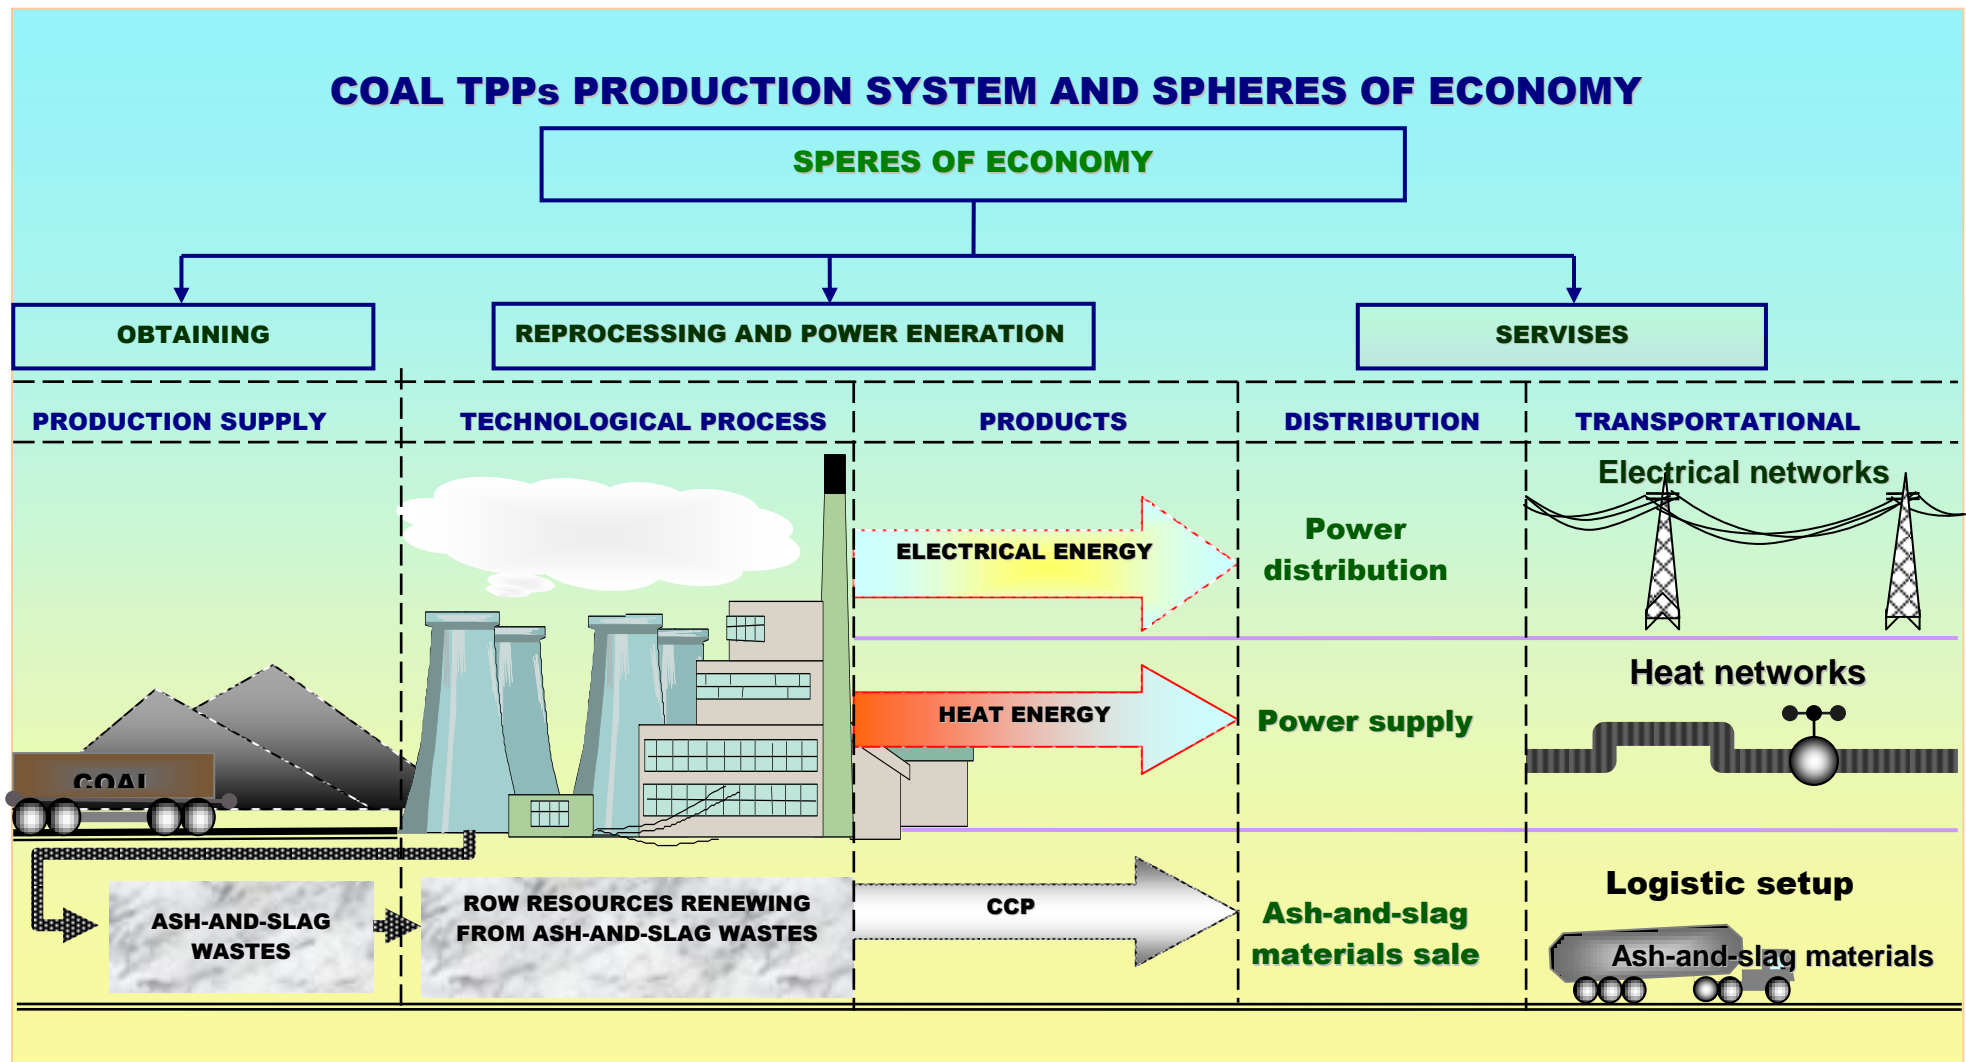 COAL TPPs PRODUCTION SYSTEM AND SPHERES OF ECONOMY
SPERES OF ECONOMY
OBTAINING
REPROCESSING AND POWER ENERATION
SERVISES
PRODUCTION SUPPLY
TECHNOLOGICAL PROCESS
PRODUCTS
DISTRIBUTION
TRANSPORTATIONAL
Electrical networks
ELECTRICAL ENERGY
Power
distribution
Heat networks
HEAT ENERGY
Power supply
COAL
ASH-AND-SLAG
WASTES
ROW RESOURCES RENEWING
FROM ASH-AND-SLAG WASTES
CCP
Ash-and-slag
materials sale
Logistic setup
Ash-and-slag materials